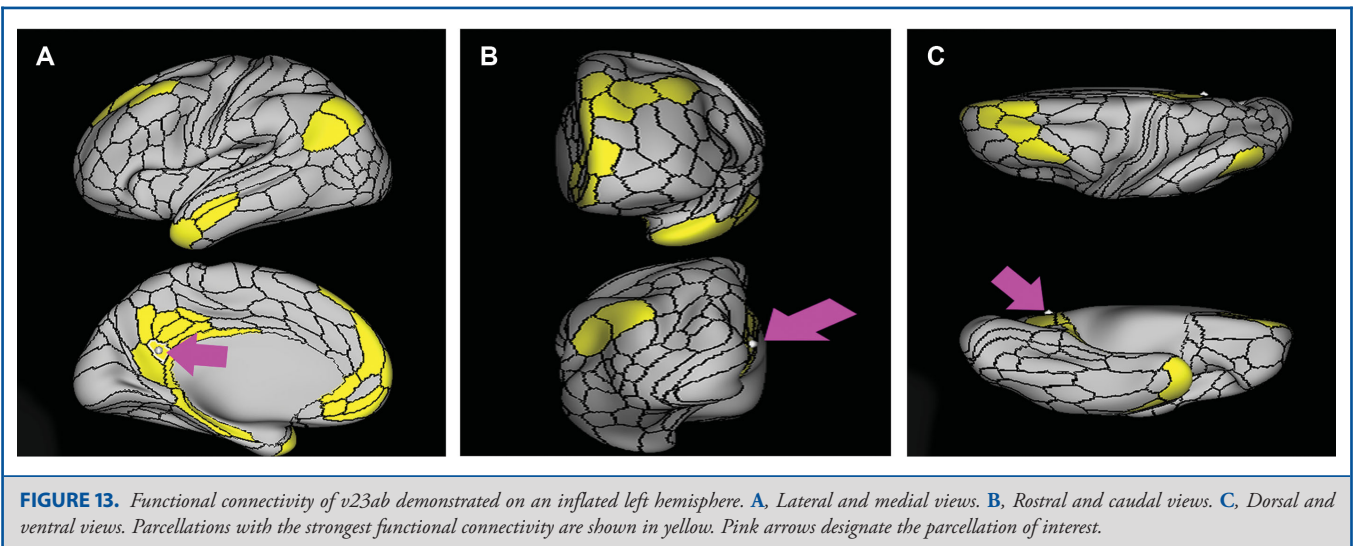 A
B
C
FIGURE 13. Functional connectivity of v23ab demonstrated on an inflated left hemisphere. A, Lateral and medial views. B, Rostral and caudal views. C, Dorsal and
ventral views. Parcellations with the strongest functional connectivity are shown in yellow. Pink arrows designate the parcellation of interest.